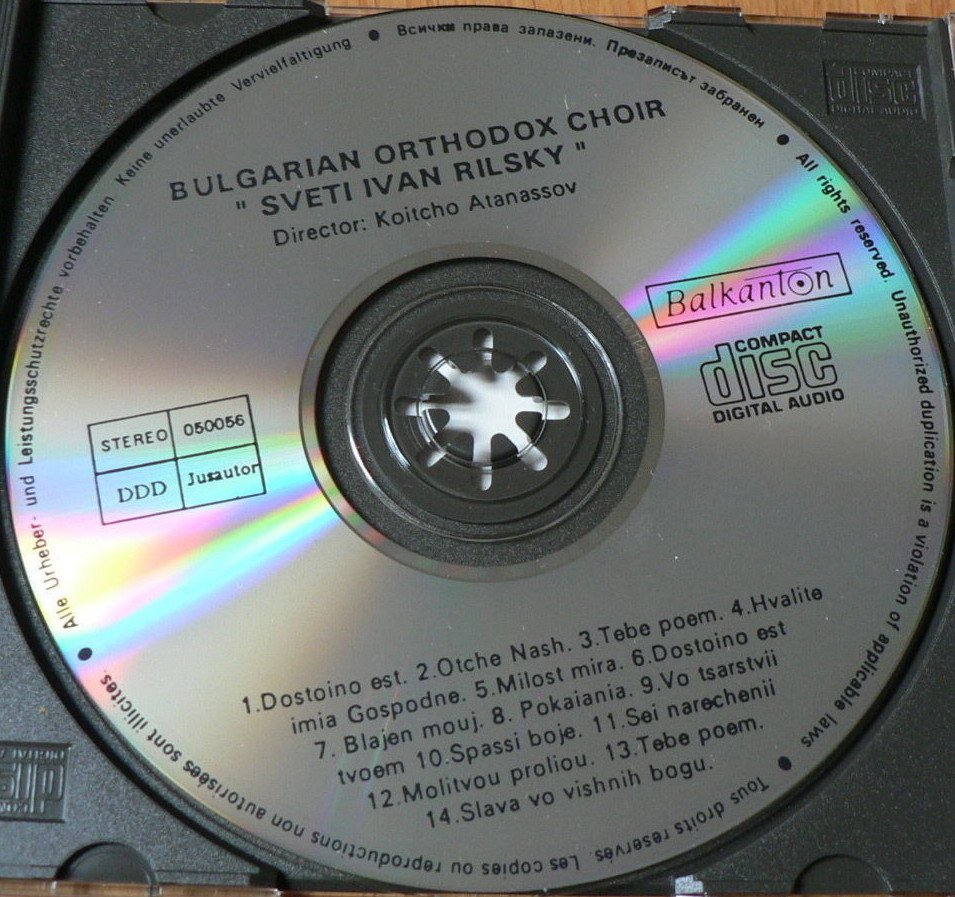 Alle Urheber- und Leistungsschutzrechte vorbehalten. Keine unerlaubte Vervielfaltigung ● Всички права запазени. Презаписът забранен ● All rights reserved. Unauthorized duplication is a violation of applicable laws ● Tous droits reservés. Les copies ou reproductions non autorisées sont illicites. ●
BULGARIAN ORTHODOX CHOIR
" SVETI IVAN RILSKY "
Director: Koitcho Atanassov
Balkanton
COMPACT
disc
DIGITAL AUDIO
STEREO 050056
DDD Jusautor
1.Dostoino est. 2.Otche Nash. 3.Tebe poem. 4.Hvalite
imia Gospodne. 5.Milost mira. 6.Dostoino est
7. Blajen mouj. 8. Pokaiania. 9.Vo tsarstvii
tvoem 10.Spassi boje. 11.Sei narechenii
12.Molitvou proliou. 13.Tebe poem.
14.Slava vo vishnih bogu.
COMPACT
disc
DIGITAL AUDIO